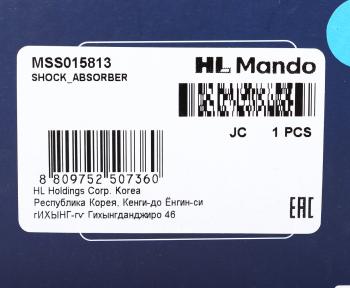 MSS015813
SHOCK_ABSORBER
HL Mando
JC 1 PCS
8 809752 507360
HL Holdings Corp. Korea
Республика Корея, Кенги-до Ёнгин-си
гИХЫНГ-гу Гихынгданджиро 46
EAC